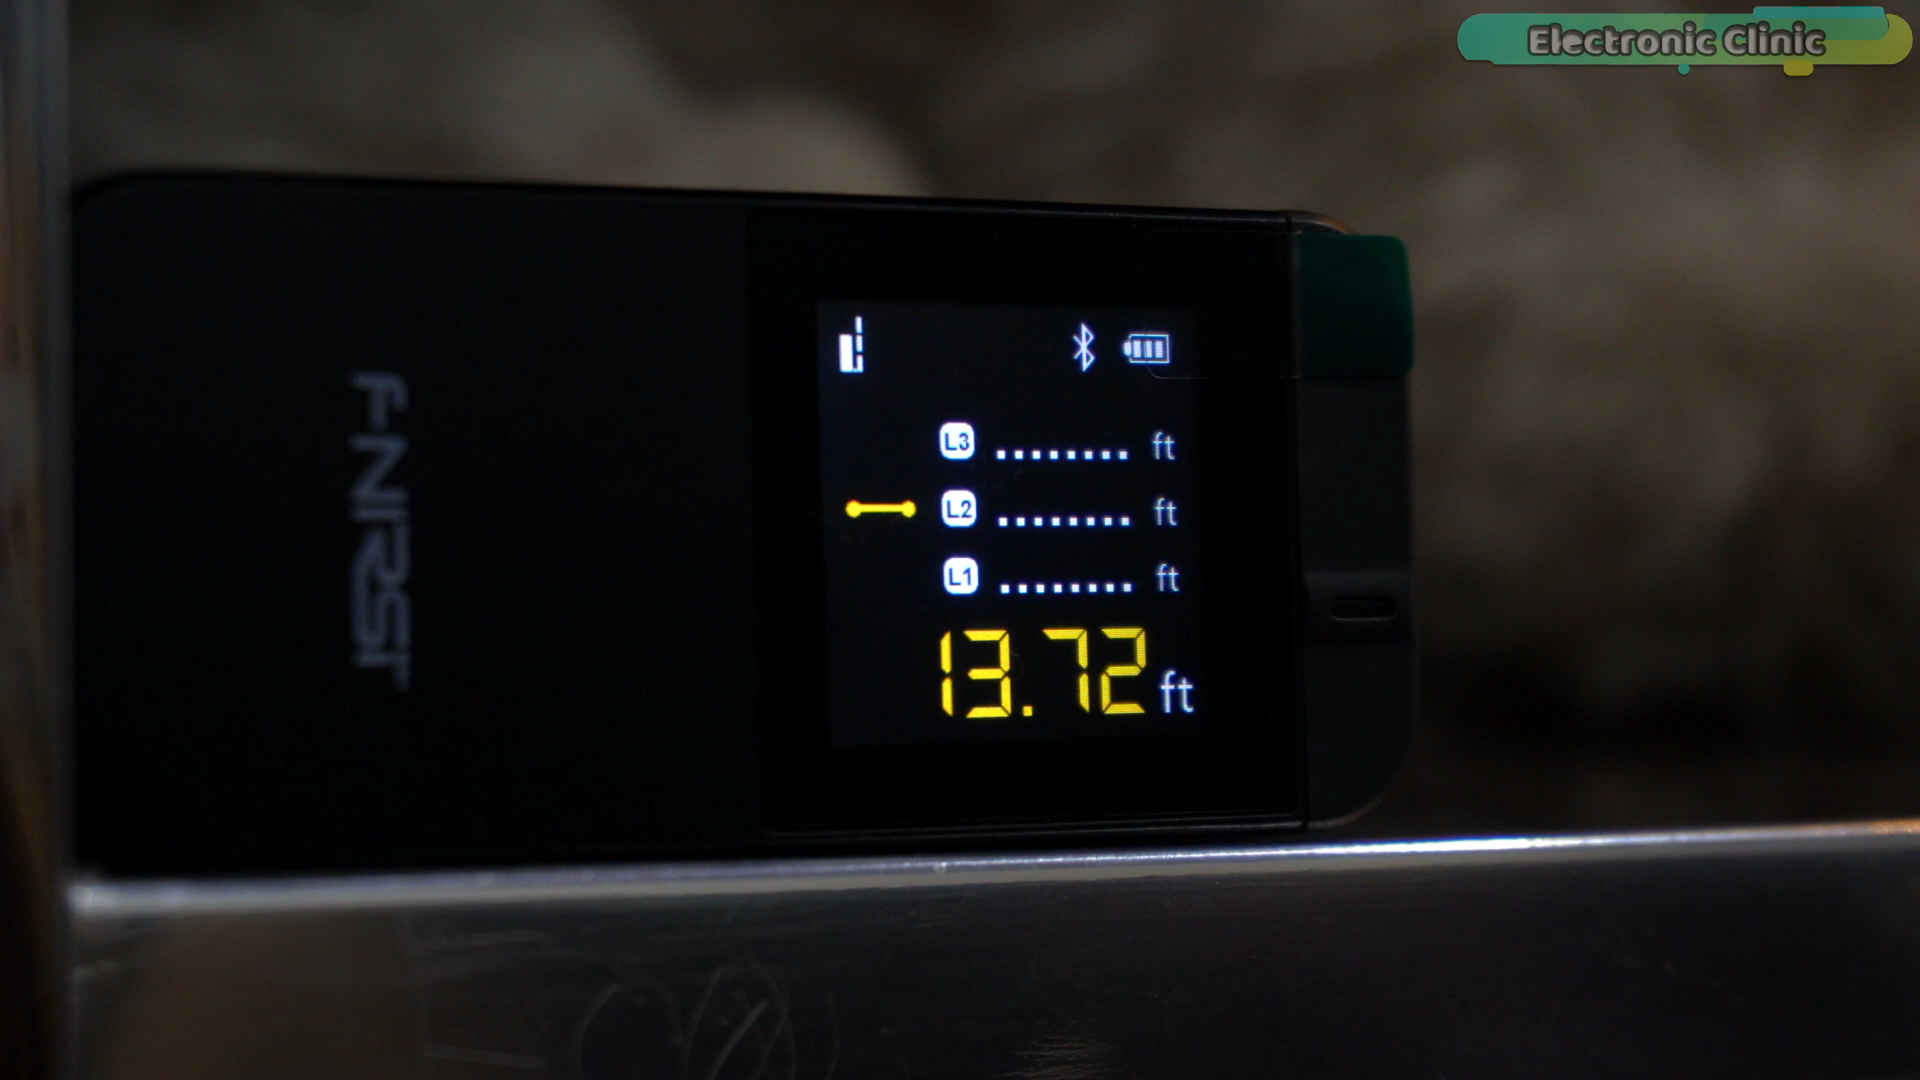 Electronic Clinic
L3 ........ ft
L2 ........ ft
L1 ........ ft
13.72 ft
FNIRSI